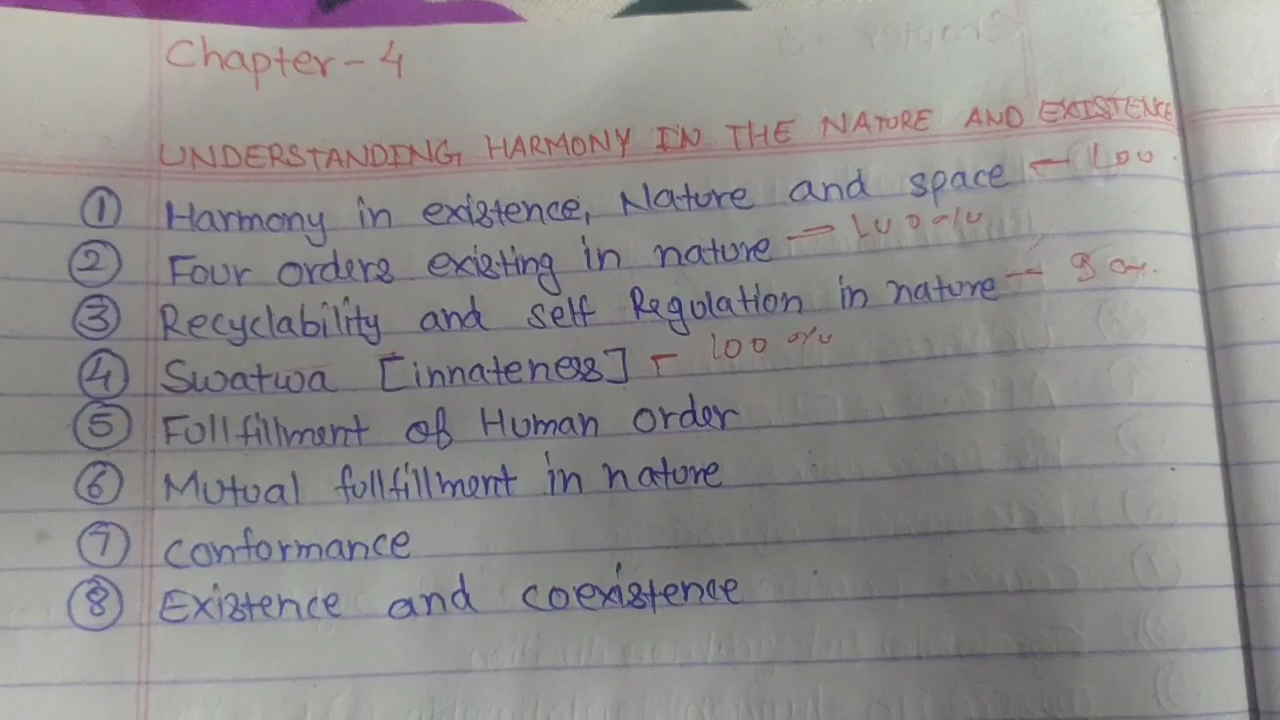 Chapter-4
UNDERSTANDING HARMONY IN THE NATURE AND EXISTENCE
① Harmony in existence, Nature and space - 100
② Four orders existing in nature - 100 %
③ Recyclability and self Regulation in nature -
④ Swatwa [innateness] - 100 %
⑤ Fullfillment of Human order
⑥ Mutual fullfillment in nature
⑦ conformance
⑧ Existence and coexistence